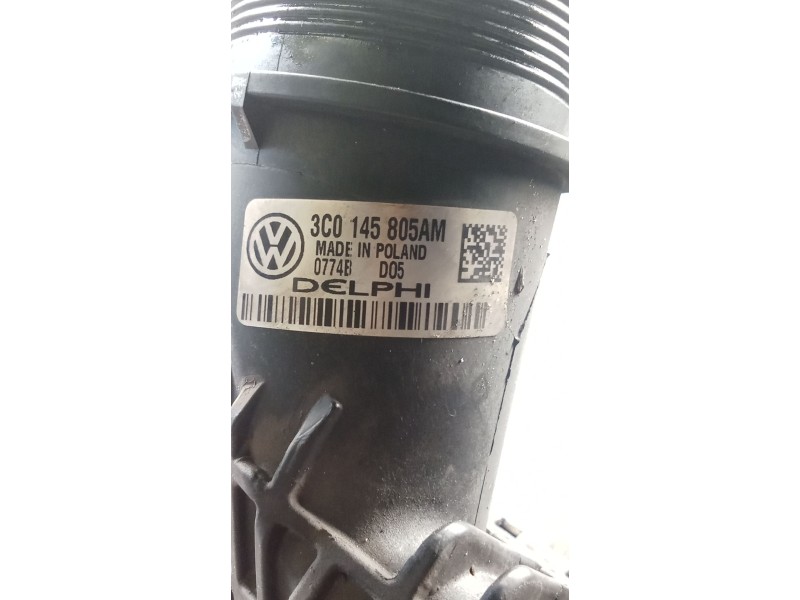 3C0 145 805AM
MADE IN POLAND
0774B D05
DELPHI